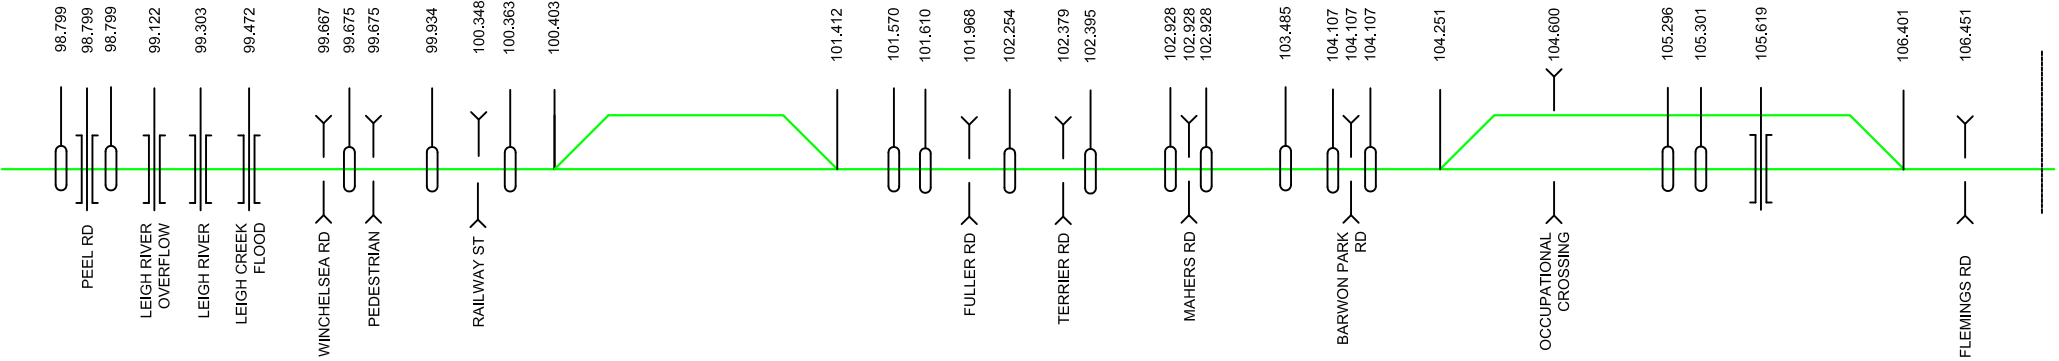 98.799
98.799
98.799
99.122
99.303
99.472
99.667
99.675
99.675
99.934
100.348
100.363
100.403
101.412
101.570
101.610
101.968
102.254
102.379
102.395
102.928
102.928
102.928
103.485
104.107
104.107
104.107
104.251
104.600
105.296
105.301
105.619
106.401
106.451
PEEL RD
LEIGH RIVER
OVERFLOW
LEIGH RIVER
LEIGH CREEK
FLOOD
WINCHELSEA RD
PEDESTRIAN
RAILWAY ST
FULLER RD
TERRIER RD
MAHERS RD
BARWON PARK
RD
OCCUPATIONAL
CROSSING
FLEMINGS RD